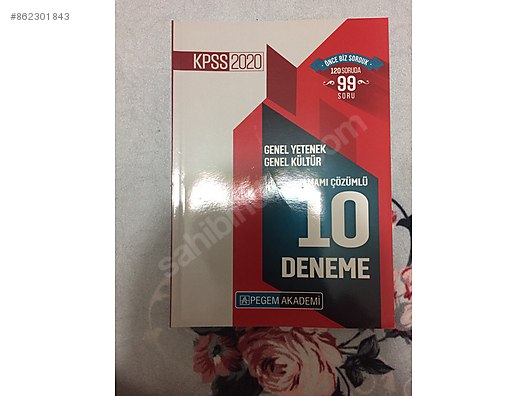 #862301843
KPSS 2020
ÖNCE BİZ SORDUK
120 SORUDA
99
SORU
GENEL YETENEK
GENEL KÜLTÜR
ÇÖZÜMLÜ
10
DENEME
PEGEM AKADEMİ